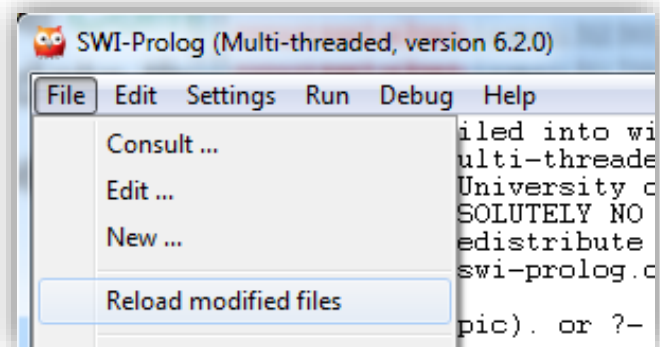 SWI-Prolog (Multi-threaded, version 6.2.0)
File Edit Settings Run Debug Help
Consult ...
Edit ...
New ...
Reload modified files
iled into wi
ulti-threade
University o
SOLUTELY NO
edistribute
swi-prolog.o
pic). or ?-